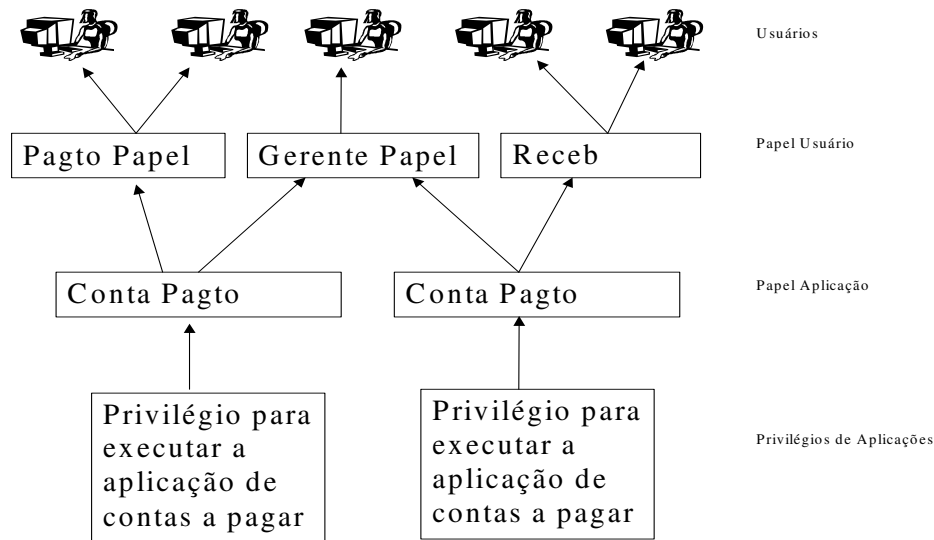 Usuários
Pagto Papel
Gerente Papel
Receb
Papel Usuário
Conta Pagto
Conta Pagto
Papel Aplicação
Privilégio para
executar a
aplicação de
contas a pagar
Privilégio para
executar a
aplicação de
contas a pagar
Privilégios de Aplicações